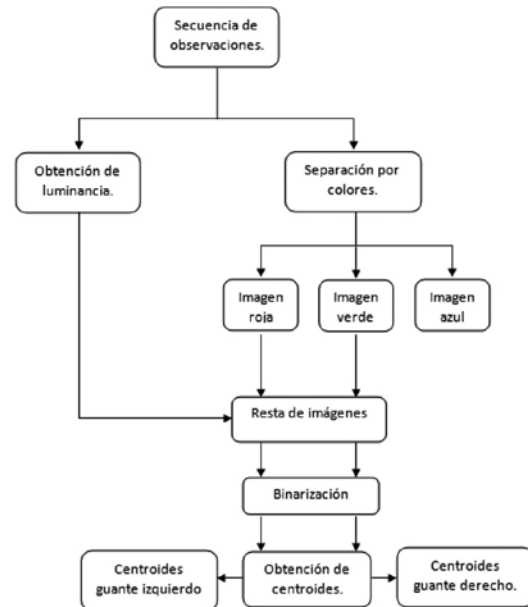 Secuencia de
observaciones.
Obtención de
luminancia.
Separación por
colores.
Imagen
roja
Imagen
verde
Imagen
azul
Resta de imágenes
Binarización
Centroides
guante izquierdo
Obtención de
centroides.
Centroides
guante derecho.